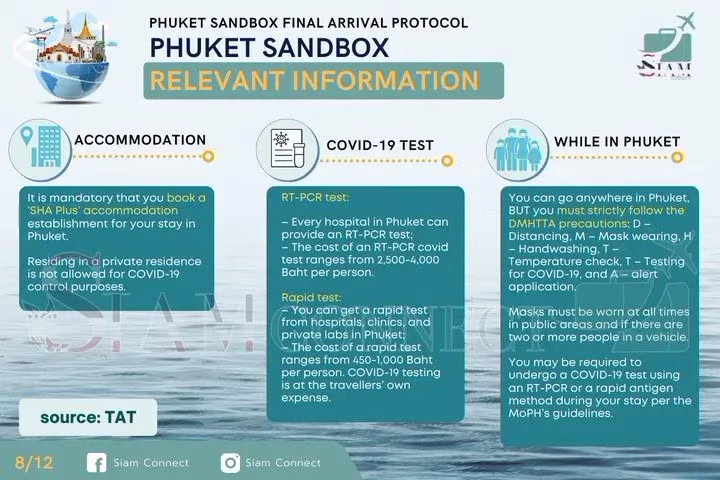 PHUKET SANDBOX FINAL ARRIVAL PROTOCOL
PHUKET SANDBOX
RELEVANT INFORMATION
SIAM
ACCOMMODATION
It is mandatory that you book a
'SHA Plus' accommodation
establishment for your stay in
Phuket.
Residing in a private residence
is not allowed for COVID-19
control purposes.
COVID-19 TEST
RT-PCR test:
– Every hospital in Phuket can
provide an RT-PCR test;
– The cost of an RT-PCR covid
test ranges from 2,500-4,000
Baht per person.
Rapid test:
– You can get a rapid test
from hospitals, clinics, and
private labs in Phuket;
– The cost of a rapid test
ranges from 450-1,000 Baht
per person. COVID-19 testing
is at the travellers' own
expense.
WHILE IN PHUKET
You can go anywhere in Phuket,
BUT you must strictly follow the
DMHTTA precautions; D –
Distancing, M – Mask wearing, H
– Handwashing, T –
Temperature check, T – Testing
for COVID-19, and A – alert
application.
Masks must be worn at all times
in public areas and if there are
two or more people in a vehicle.
You may be required to
undergo a COVID-19 test using
an RT-PCR or a rapid antigen
method during your stay per the
MoPH's guidelines.
SIAM CONNECT
source: TAT
8/12
Siam Connect
Siam Connect